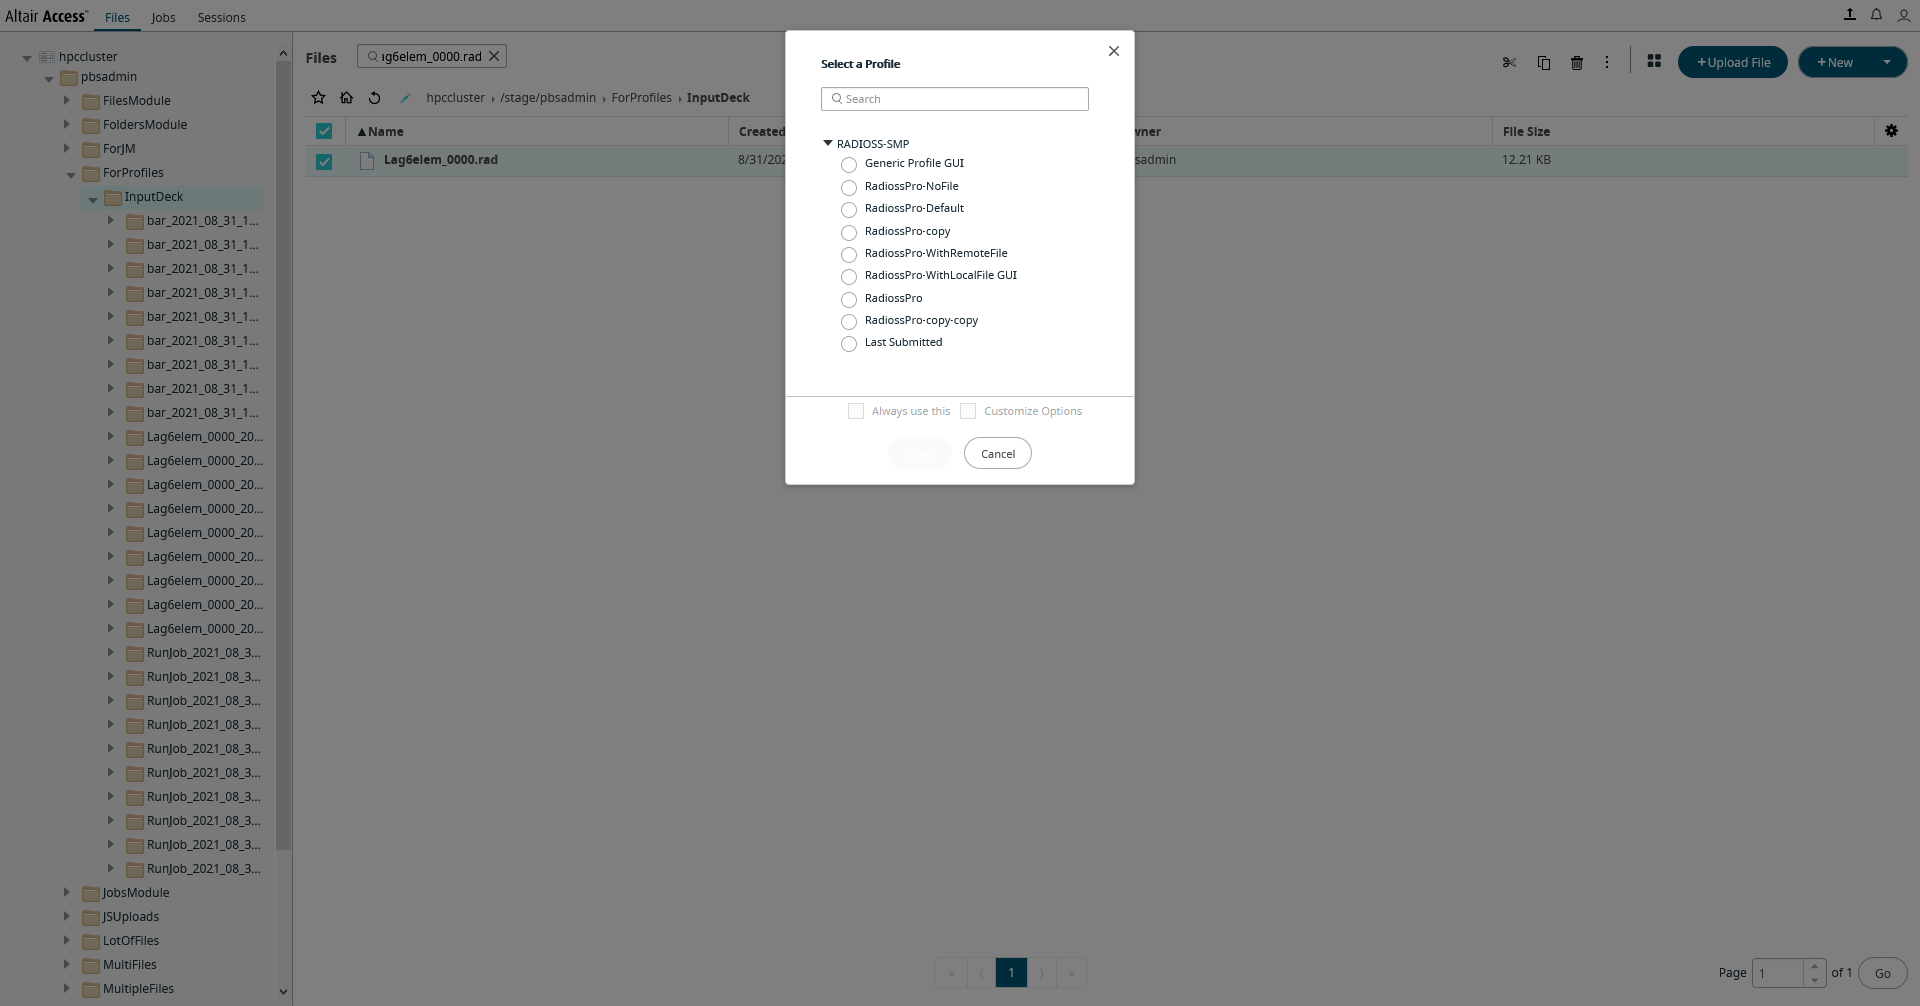 Altair Access™ Files Jobs Sessions
hpccluster
pbsadmin
FilesModule
FoldersModule
ForJM
ForProfiles
InputDeck
bar_2021_08_31_1...
bar_2021_08_31_1...
bar_2021_08_31_1...
bar_2021_08_31_1...
bar_2021_08_31_1...
bar_2021_08_31_1...
bar_2021_08_31_1...
bar_2021_08_31_1...
bar_2021_08_31_1...
Lag6elem_0000_20...
Lag6elem_0000_20...
Lag6elem_0000_20...
Lag6elem_0000_20...
Lag6elem_0000_20...
Lag6elem_0000_20...
Lag6elem_0000_20...
Lag6elem_0000_20...
Lag6elem_0000_20...
RunJob_2021_08_3...
RunJob_2021_08_3...
RunJob_2021_08_3...
RunJob_2021_08_3...
RunJob_2021_08_3...
RunJob_2021_08_3...
RunJob_2021_08_3...
RunJob_2021_08_3...
RunJob_2021_08_3...
RunJob_2021_08_3...
JobsModule
JSUploads
LotOfFiles
MultiFiles
MultipleFiles
Files ag6elem_0000.rad
+Upload File +New
hpccluster › /stage/pbsadmin › ForProfiles › InputDeck
▲Name Created wner File Size
Lag6elem_0000.rad 8/31/202 sadmin 12.21 KB
Select a Profile
Search
RADIOSS-SMP
Generic Profile GUI
RadiossPro-NoFile
RadiossPro-Default
RadiossPro-copy
RadiossPro-WithRemoteFile
RadiossPro-WithLocalFile GUI
RadiossPro
RadiossPro-copy-copy
Last Submitted
Always use this Customize Options
Cancel
« ⟨ 1 ⟩ » Page 1 of 1 Go